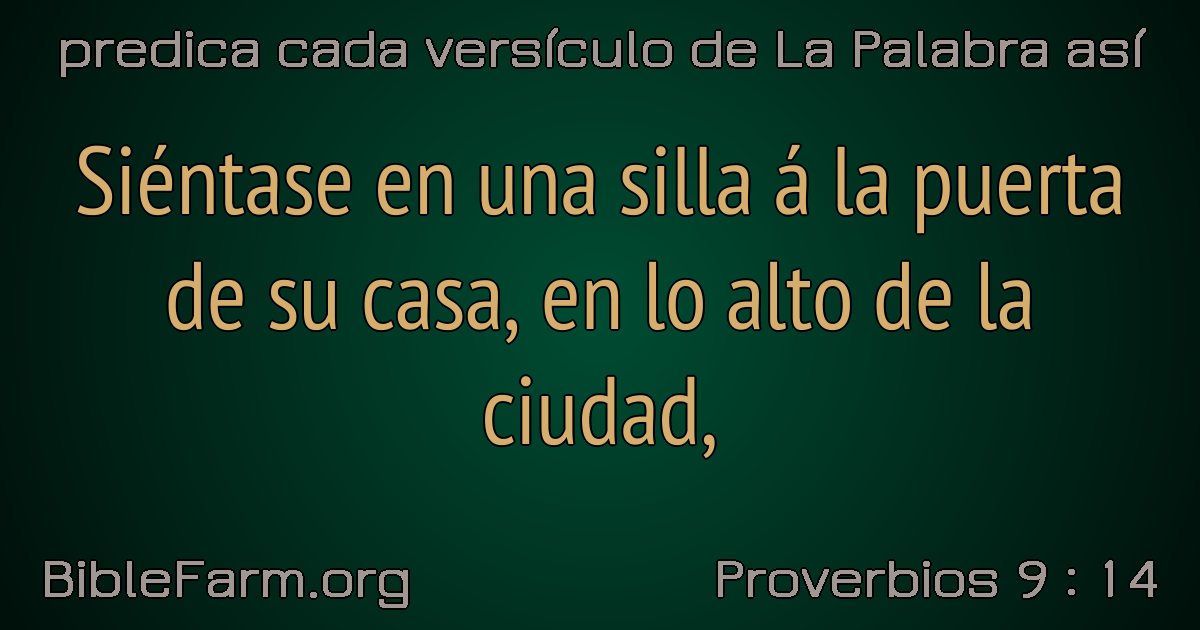 predica cada versículo de La Palabra así
Siéntase en una silla á la puerta
de su casa, en lo alto de la
ciudad,
BibleFarm.org
Proverbios 9 : 14